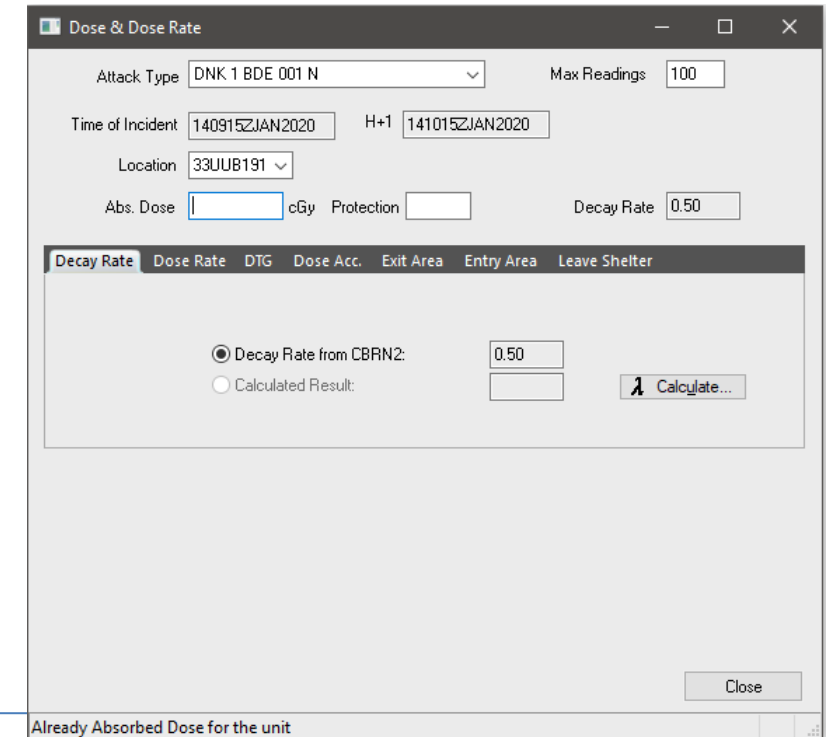 Dose & Dose Rate
Attack Type DNK 1 BDE 001 N Max Readings 100
Time of Incident 140915ZJAN2020 H+1 141015ZJAN2020
Location 33UUB191
Abs. Dose cGy Protection Decay Rate 0.50
Decay Rate Dose Rate DTG Dose Acc. Exit Area Entry Area Leave Shelter
Decay Rate from CBRN2: 0.50
Calculated Result: λ Calculate...
Close
Already Absorbed Dose for the unit